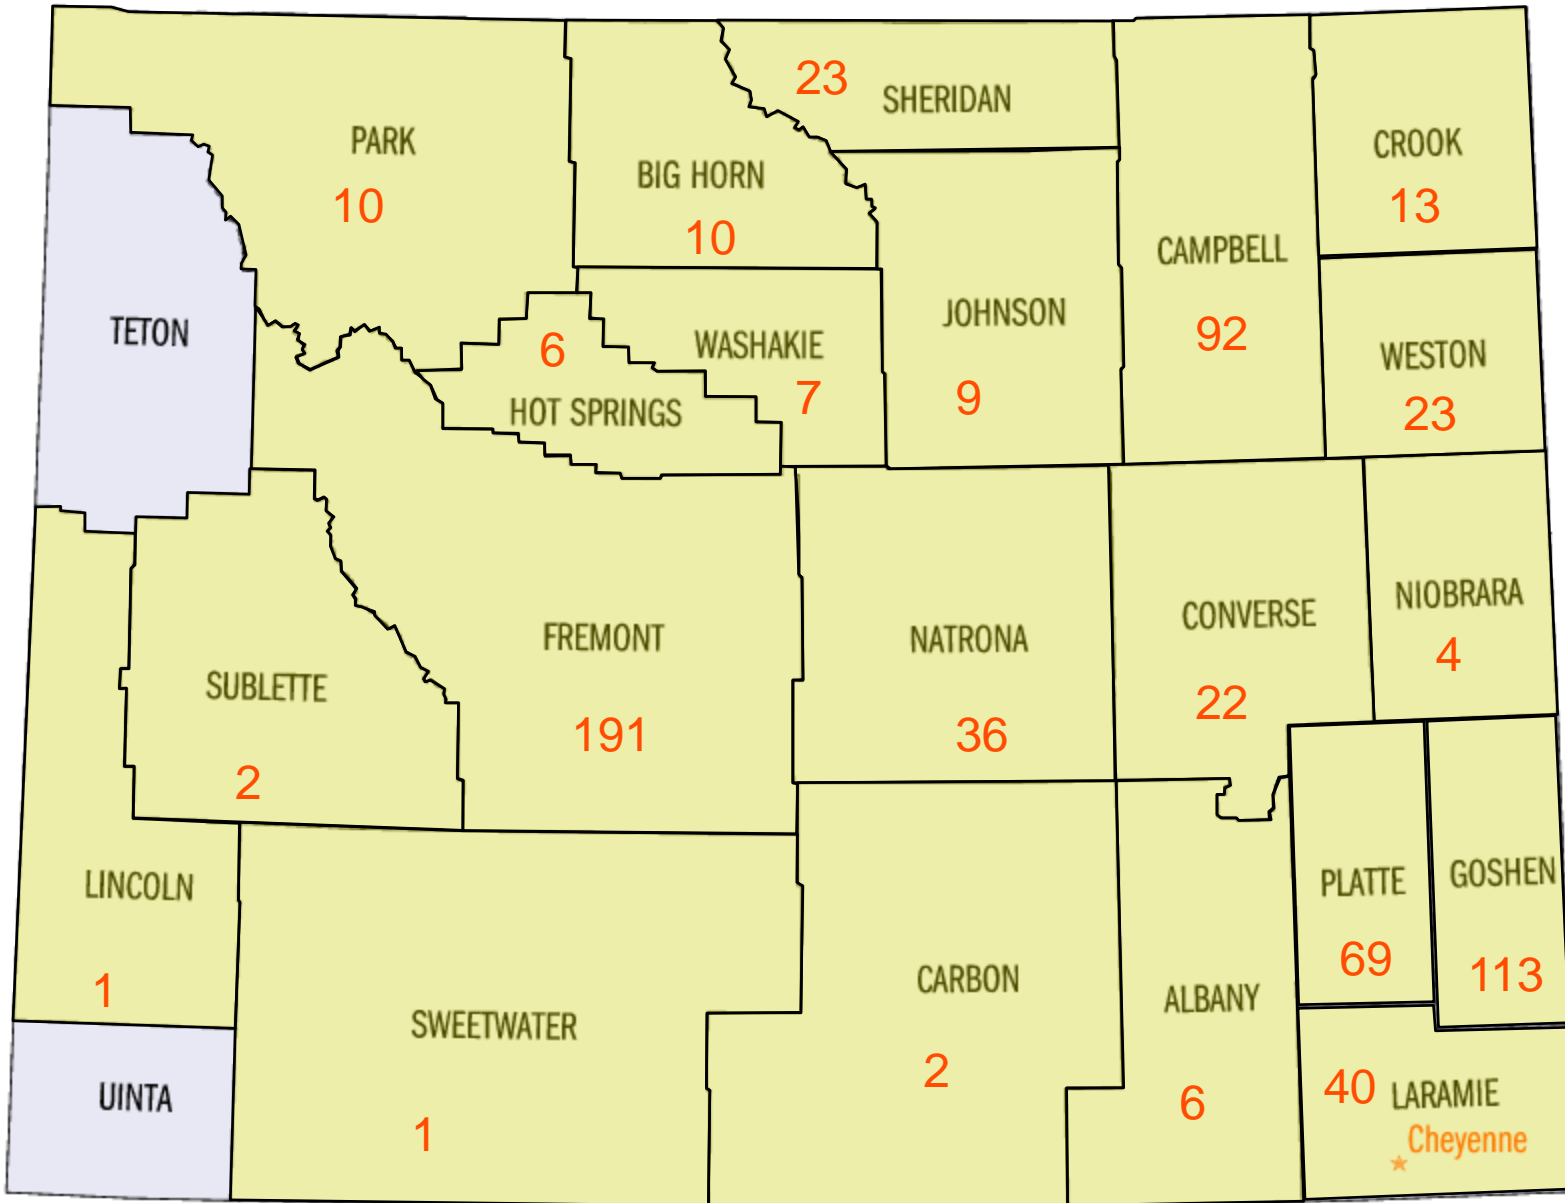 23
SHERIDAN
PARK
10
BIG HORN
10
CROOK
13
CAMPBELL
92
TETON
JOHNSON
9
6
HOT SPRINGS
WASHAKIE
7
WESTON
23
FREMONT
191
NATRONA
36
CONVERSE
22
NIOBRARA
4
SUBLETTE
2
LINCOLN
1
PLATTE
69
GOSHEN
113
CARBON
2
ALBANY
6
SWEETWATER
1
UINTA
40
LARAMIE
Cheyenne